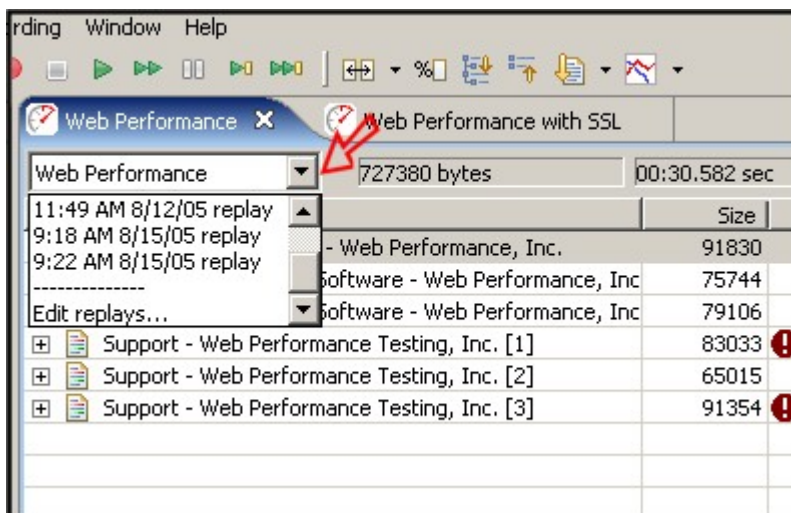 rding Window Help
%
Web Performance
Web Performance with SSL
Web Performance
727380 bytes
00:30.582 sec
11:49 AM 8/12/05 replay
9:18 AM 8/15/05 replay
9:22 AM 8/15/05 replay
--------------
Edit replays...
Size
- Web Performance, Inc. 91830
Software - Web Performance, Inc 75744
Software - Web Performance, Inc 79106
Support - Web Performance Testing, Inc. [1] 83033
Support - Web Performance Testing, Inc. [2] 65015
Support - Web Performance Testing, Inc. [3] 91354